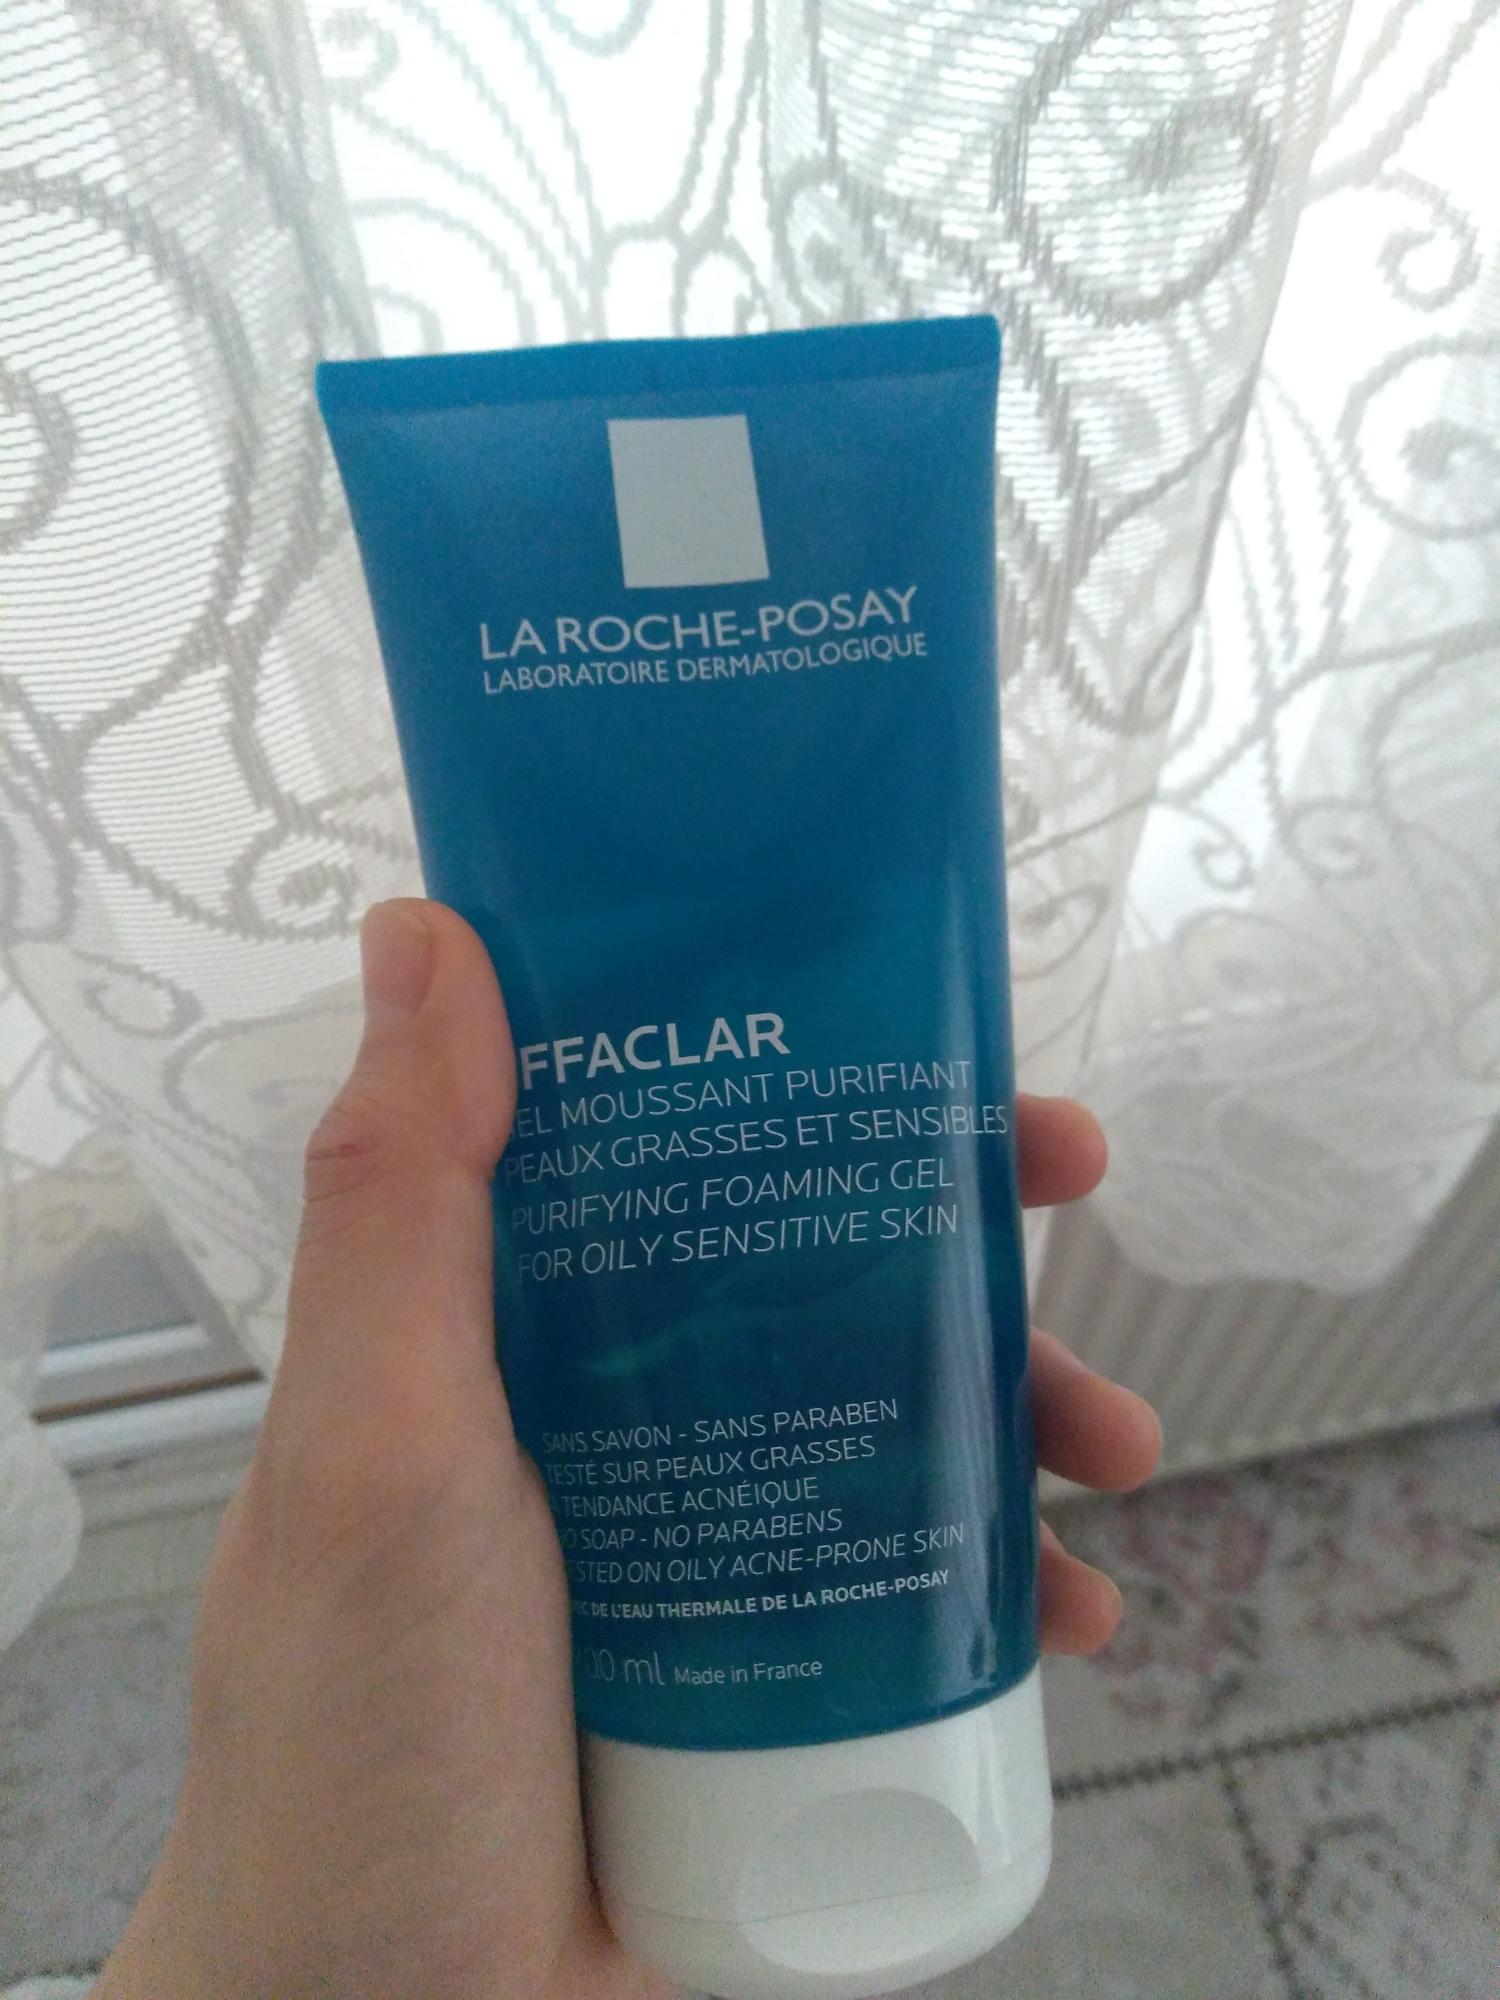 LA ROCHE-POSAY
LABORATOIRE DERMATOLOGIQUE
FFACLAR
EL MOUSSANT PURIFIANT
PEAUX GRASSES ET SENSIBLES
PURIFYING FOAMING GEL
FOR OILY SENSITIVE SKIN
SANS SAVON - SANS PARABEN
TESTÉ SUR PEAUX GRASSES
TENDANCE ACNÉIQUE
SOAP - NO PARABENS
ESTED ON OILY ACNE-PRONE SKIN
DE L'EAU THERMALE DE LA ROCHE-POSAY
00 ml Made in France